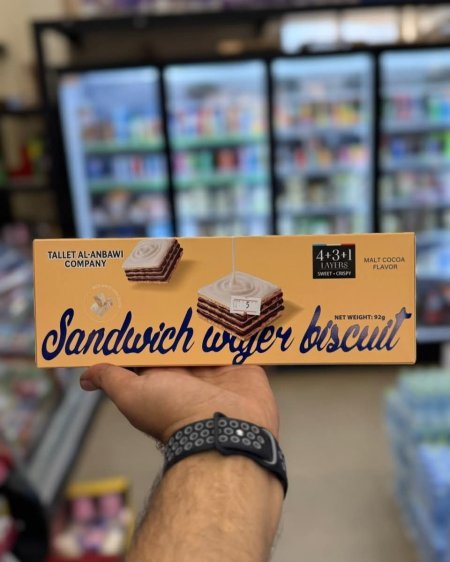 TALLET AL-ANBAWI
COMPANY
4+3+1
LAYERS
SWEET • CRISPY
MALT COCOA
FLAVOR
5
NET WEIGHT: 92g
Sandwich wafer biscuit